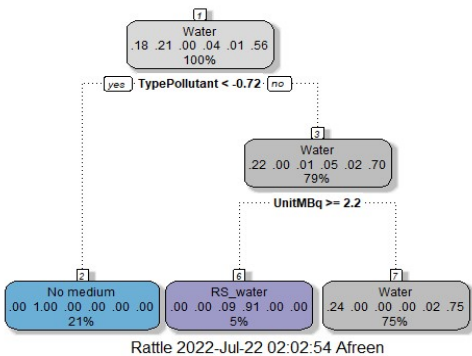 1
Water
.18 .21 .00 .04 .01 .56
100%
yes TypePollutant < -0.72 no
3
Water
.22 .00 .01 .05 .02 .70
79%
UnitMBq >= 2.2
2
No medium
.00 1.00 .00 .00 .00 .00
21%
6
RS_water
.00 .00 .09 .91 .00 .00
5%
7
Water
.24 .00 .00 .00 .02 .75
75%
Rattle 2022-Jul-22 02:02:54 Afreen